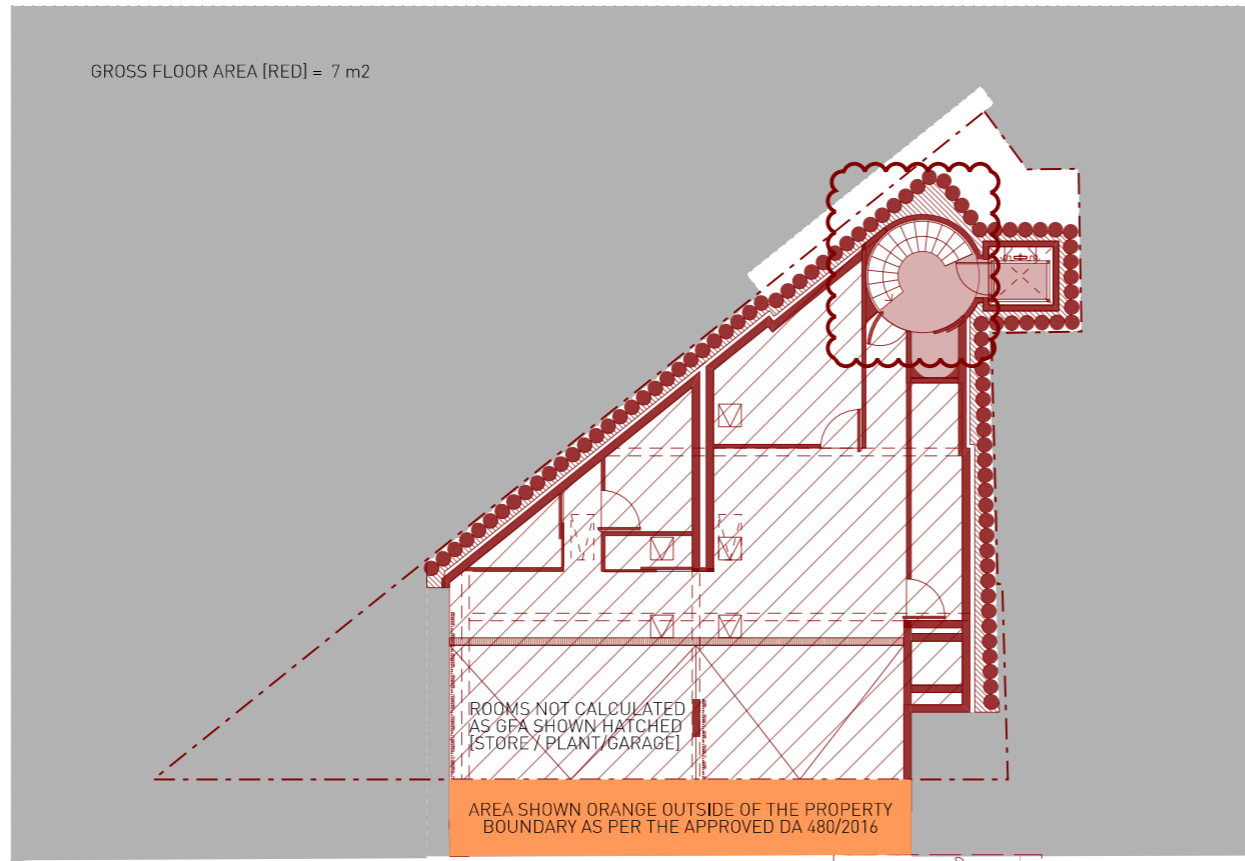 GROSS FLOOR AREA [RED] = 7 m2
ROOMS NOT CALCULATED
AS GFA SHOWN HATCHED
[STORE / PLANT/GARAGE]
AREA SHOWN ORANGE OUTSIDE OF THE PROPERTY
BOUNDARY AS PER THE APPROVED DA 480/2016